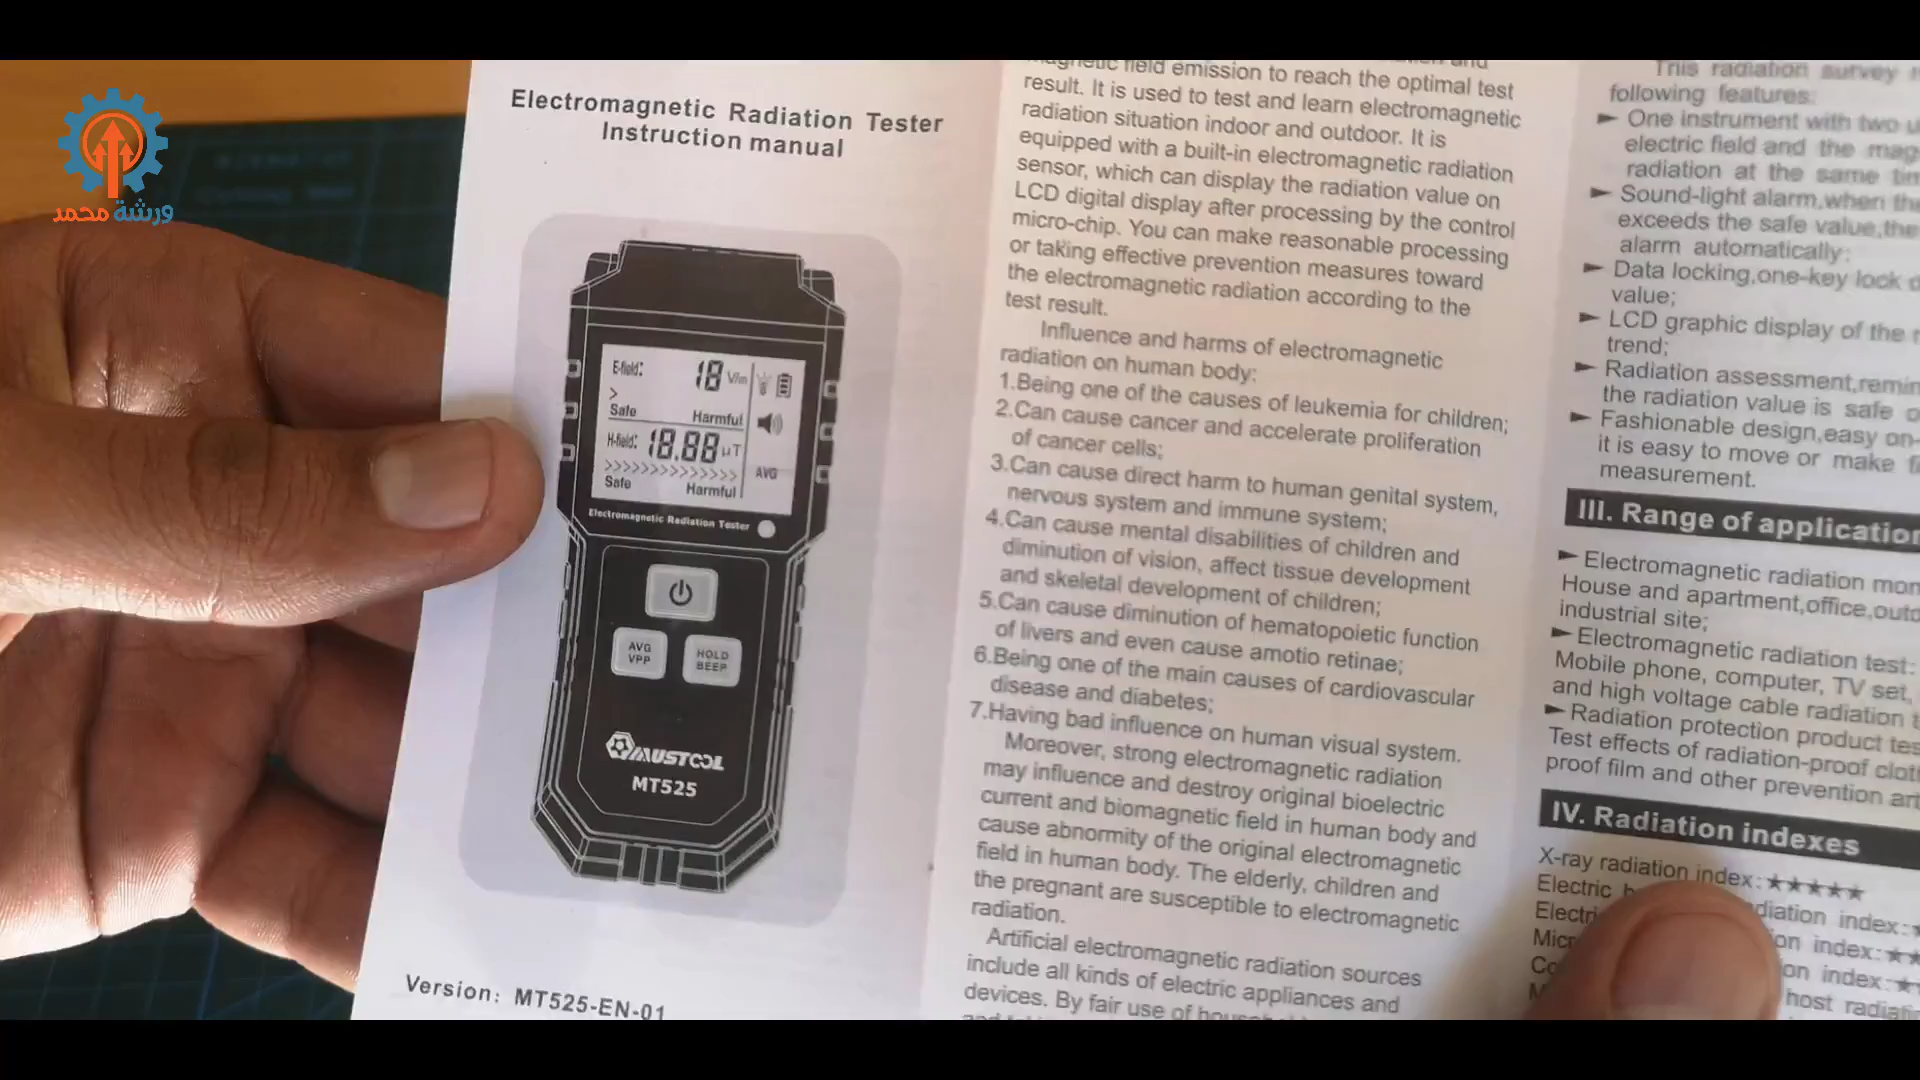 ورشة محمد
Electromagnetic Radiation Tester
Instruction manual
E-field: 18 V/m
>
Safe Harmful
H-field: 18.88 μT
>>>>>>>>>>>>>>
Safe Harmful
AVG
Electromagnetic Radiation Tester
AVG
VPP
HOLD
BEEP
MUSTOOL
MT525
Version: MT525-EN-01
magnetic field emission to reach the optimal test
result. It is used to test and learn electromagnetic
radiation situation indoor and outdoor. It is
equipped with a built-in electromagnetic radiation
sensor, which can display the radiation value on
LCD digital display after processing by the control
micro-chip. You can make reasonable processing
or taking effective prevention measures toward
the electromagnetic radiation according to the
test result.
Influence and harms of electromagnetic
radiation on human body:
1.Being one of the causes of leukemia for children;
2.Can cause cancer and accelerate proliferation
of cancer cells;
3.Can cause direct harm to human genital system,
nervous system and immune system;
4.Can cause mental disabilities of children and
diminution of vision, affect tissue development
and skeletal development of children;
5.Can cause diminution of hematopoietic function
of livers and even cause amotio retinae;
6.Being one of the main causes of cardiovascular
disease and diabetes;
7.Having bad influence on human visual system.
Moreover, strong electromagnetic radiation
may influence and destroy original bioelectric
current and biomagnetic field in human body and
cause abnormity of the original electromagnetic
field in human body. The elderly, children and
the pregnant are susceptible to electromagnetic
radiation.
Artificial electromagnetic radiation sources
include all kinds of electric appliances and
devices. By fair use of
This radiation survey
following features:
► One instrument with two
electric field and the
radiation at the same
► Sound-light alarm,when
exceeds the safe value,the
alarm automatically;
► Data locking,one-key lock
value;
► LCD graphic display of the
trend;
► Radiation assessment,
the radiation value is safe
► Fashionable design,easy
it is easy to move or make
measurement.
III. Range of application
► Electromagnetic radiation
House and apartment,office,
industrial site;
► Electromagnetic radiation test:
Mobile phone, computer, TV set,
and high voltage cable radiation
► Radiation protection product
Test effects of radiation-proof
proof film and other prevention
IV. Radiation indexes
X-ray radiation index:★★★★★
Electric
index:
index:★★
index:★
host